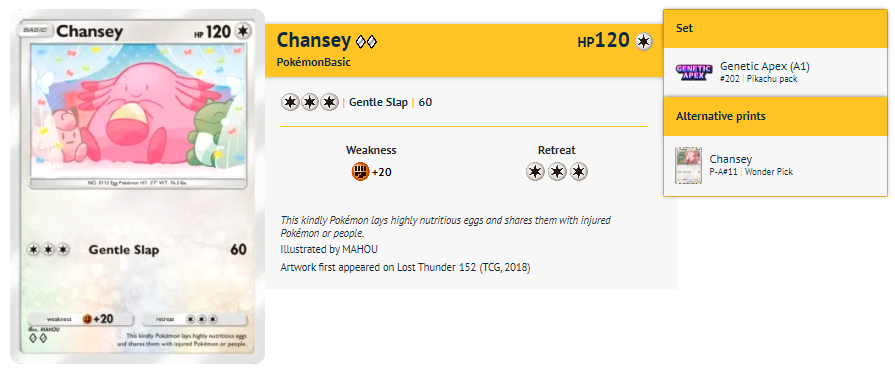 BASIC
Chansey
HP 120
NO. 0113 Egg Pokémon HT: 3'7" WT: 76.3 lbs.
Gentle Slap 60
weakness +20 retreat
Illus. MAHOU
This kindly Pokémon lays highly nutritious eggs
and shares them with injured Pokémon or people.
Chansey
HP120
PokémonBasic
| Gentle Slap | 60
Weakness Retreat
+20
This kindly Pokémon lays highly nutritious eggs and shares them with injured
Pokémon or people.
Illustrated by MAHOU
Artwork first appeared on Lost Thunder 152 (TCG, 2018)
Set
GENETIC
APEX
Genetic Apex (A1)
#202 | Pikachu pack
Alternative prints
Chansey
P-A#11 | Wonder Pick